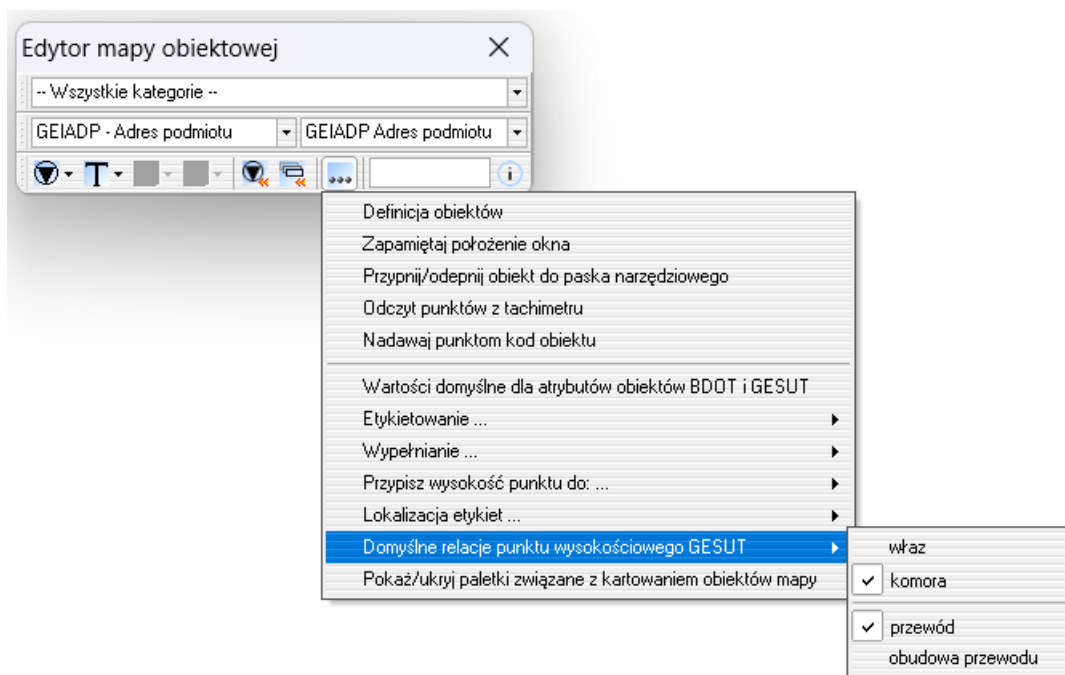 Edytor mapy obiektowej
-- Wszystkie kategorie --
GEIADP - Adres podmiotu GEIADP Adres podmiotu
T
Definicja obiektów
Zapamiętaj położenie okna
Przypnij/odepnij obiekt do paska narzędziowego
Odczyt punktów z tachimetru
Nadawaj punktom kod obiektu
Wartości domyślne dla atrybutów obiektów BDOT i GESUT
Etykietowanie ...
Wypełnianie ...
Przypisz wysokość punktu do: ...
Lokalizacja etykiet ...
Domyślne relacje punktu wysokościowego GESUT
Pokaż/ukryj paletki związane z kartowaniem obiektów mapy
właz
komora
przewód
obudowa przewodu